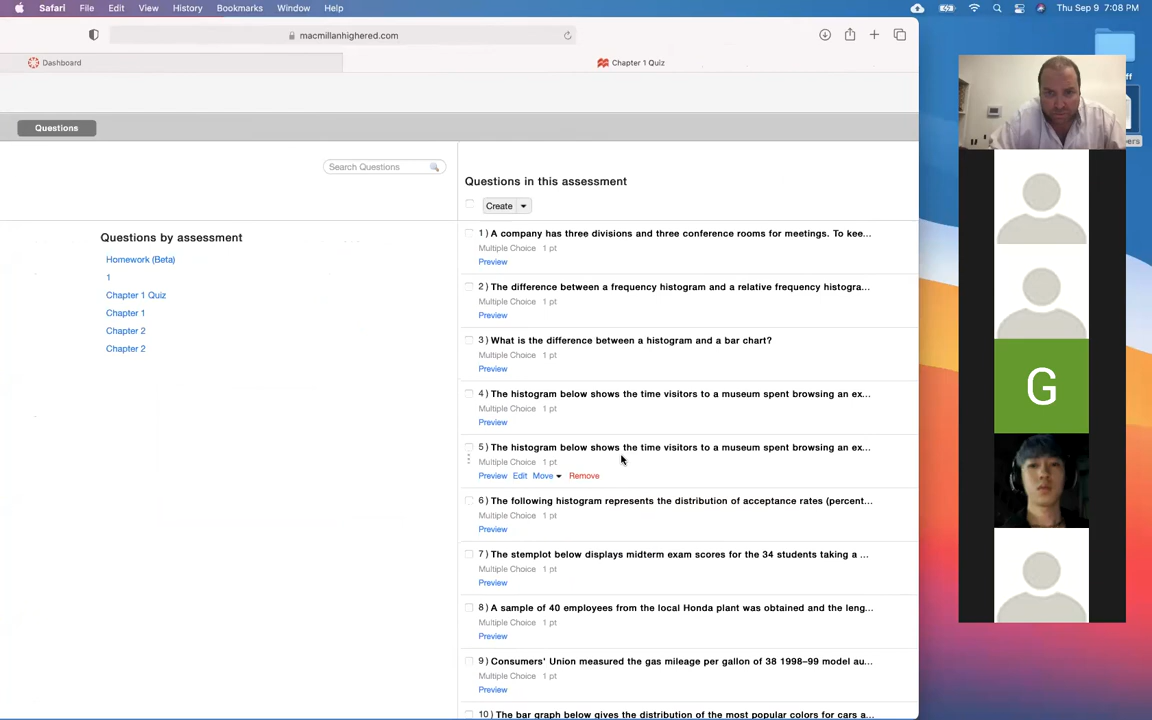 Safari File Edit View History Bookmarks Window Help Thu Sep 9 7:08 PM
macmillanhighered.com
Dashboard
Chapter 1 Quiz
Questions
Search Questions
Questions by assessment
Homework (Beta)
1
Chapter 1 Quiz
Chapter 1
Chapter 2
Chapter 2
Questions in this assessment
Create
1 ) A company has three divisions and three conference rooms for meetings. To kee...
Multiple Choice 1 pt
Preview
2 ) The difference between a frequency histogram and a relative frequency histogra...
Multiple Choice 1 pt
Preview
3 ) What is the difference between a histogram and a bar chart?
Multiple Choice 1 pt
Preview
4 ) The histogram below shows the time visitors to a museum spent browsing an ex...
Multiple Choice 1 pt
Preview
5 ) The histogram below shows the time visitors to a museum spent browsing an ex...
Multiple Choice 1 pt
Preview Edit Move Remove
6 ) The following histogram represents the distribution of acceptance rates (percent...
Multiple Choice 1 pt
Preview
7 ) The stemplot below displays midterm exam scores for the 34 students taking a ...
Multiple Choice 1 pt
Preview
8 ) A sample of 40 employees from the local Honda plant was obtained and the leng...
Multiple Choice 1 pt
Preview
9 ) Consumers' Union measured the gas mileage per gallon of 38 1998–99 model au...
Multiple Choice 1 pt
Preview
10 ) The bar graph below gives the distribution of the most popular colors for cars a...
G